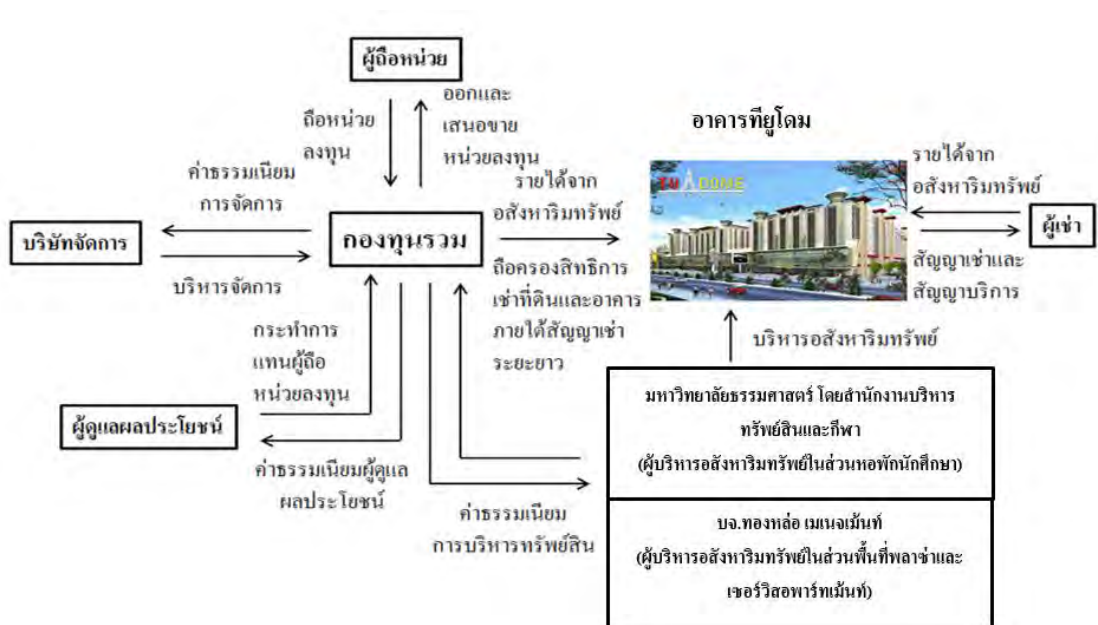 ผู้ถือหน่วย
ถือหน่วย
ลงทุน
ออกและ
เสนอขาย
หน่วยลงทุน
อาคารทียูโดม
TU DOME
รายได้จาก
อสังหาริมทรัพย์
ค่าธรรมเนียม
การจัดการ
รายได้จาก
อสังหาริมทรัพย์
บริษัทจัดการ
กองทุนรวม
ผู้เช่า
บริหารจัดการ
ถือครองสิทธิการ
เช่าที่ดินและอาคาร
ภายใต้สัญญาเช่า
ระยะยาว
สัญญาเช่าและ
สัญญาบริการ
กระทำการ
แทนผู้ถือ
หน่วยลงทุน
บริหารอสังหาริมทรัพย์
ผู้ดูแลผลประโยชน์
ค่าธรรมเนียมผู้ดูแล
ผลประโยชน์
ค่าธรรมเนียม
การบริหารทรัพย์สิน
มหาวิทยาลัยธรรมศาสตร์ โดยสำนักงานบริหาร
ทรัพย์สินและกีฬา
(ผู้บริหารอสังหาริมทรัพย์ในส่วนหอพักนักศึกษา)
บจ.ทองหล่อ เมเนจเม้นท์
(ผู้บริหารอสังหาริมทรัพย์ในส่วนพื้นที่พลาซ่าและ
เซอร์วิสอพาร์ทเม้นท์)